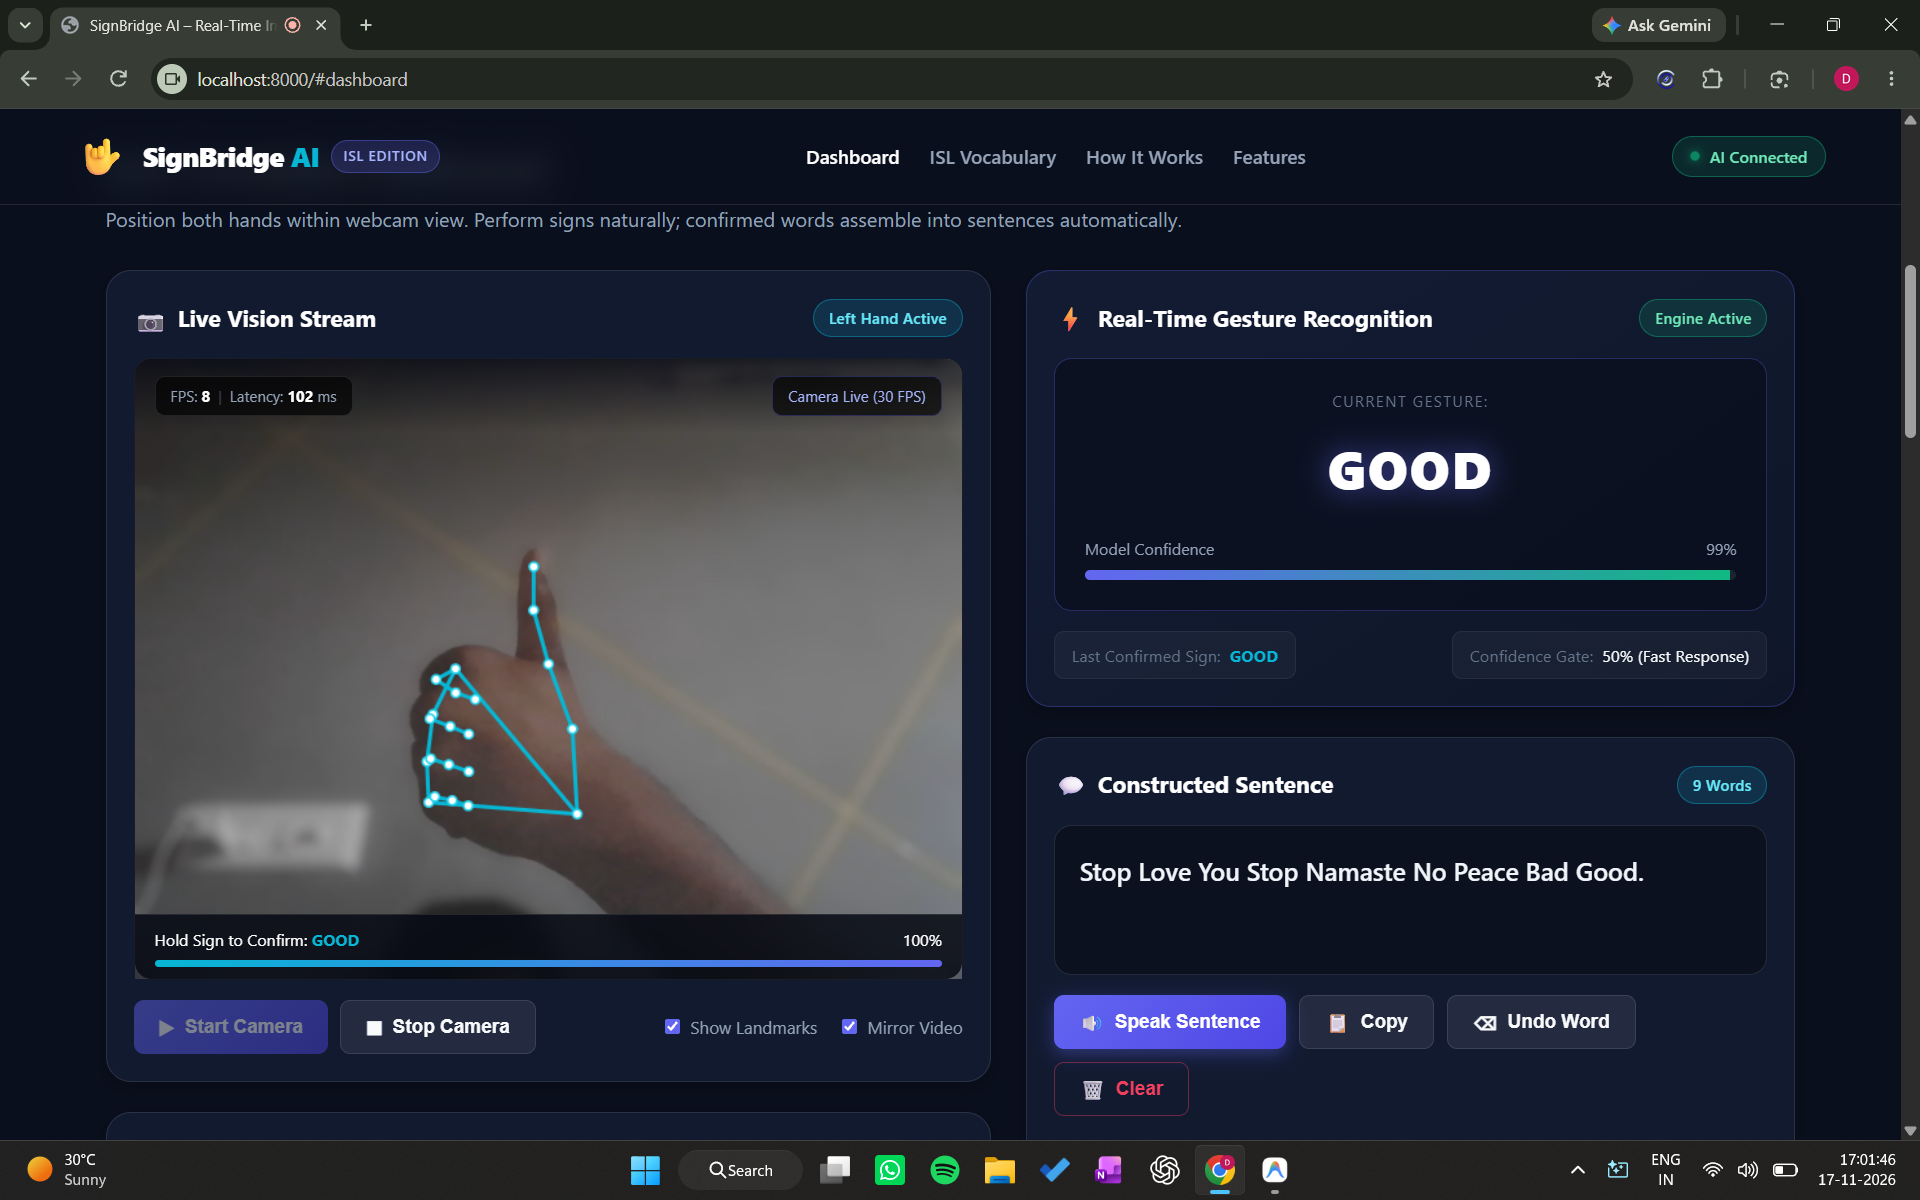 SignBridge AI – Real-Time In
Ask Gemini
localhost:8000/#dashboard
D
SignBridge AI
ISL EDITION
Dashboard
ISL Vocabulary
How It Works
Features
AI Connected
Position both hands within webcam view. Perform signs naturally; confirmed words assemble into sentences automatically.
Live Vision Stream
Left Hand Active
FPS: 8 | Latency: 102 ms
Camera Live (30 FPS)
Hold Sign to Confirm: GOOD
100%
Start Camera
Stop Camera
Show Landmarks
Mirror Video
Real-Time Gesture Recognition
Engine Active
CURRENT GESTURE:
GOOD
Model Confidence
99%
Last Confirmed Sign: GOOD
Confidence Gate: 50% (Fast Response)
Constructed Sentence
9 Words
Stop Love You Stop Namaste No Peace Bad Good.
Speak Sentence
Copy
Undo Word
Clear
30°C
Sunny
Search
N
D
ENG
IN
17:01:46
17-11-2026